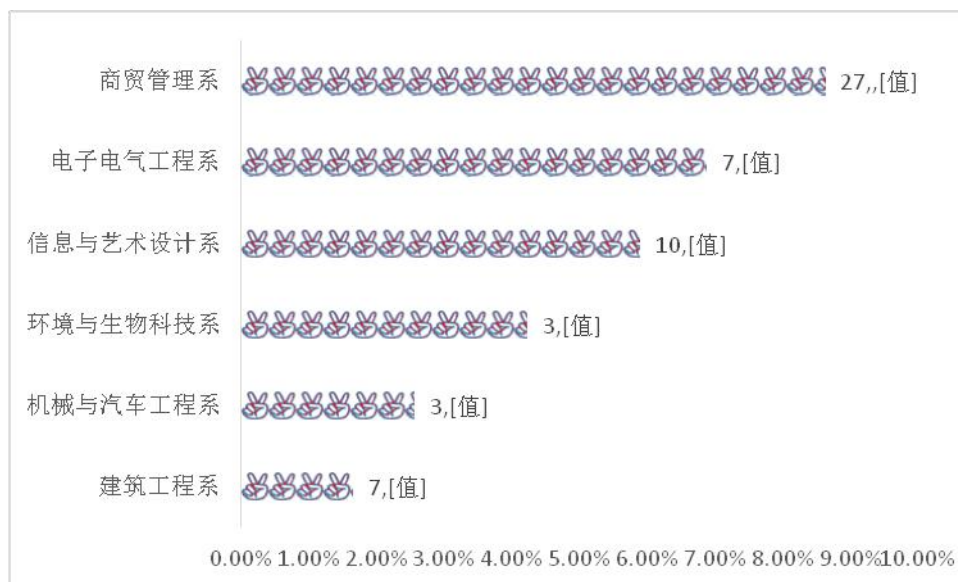 商贸管理系 27,,[值]
电子电气工程系 7,[值]
信息与艺术设计系 10,[值]
环境与生物科技系 3,[值]
机械与汽车工程系 3,[值]
建筑工程系 7,[值]
0.00% 1.00% 2.00% 3.00% 4.00% 5.00% 6.00% 7.00% 8.00% 9.00% 10.00%